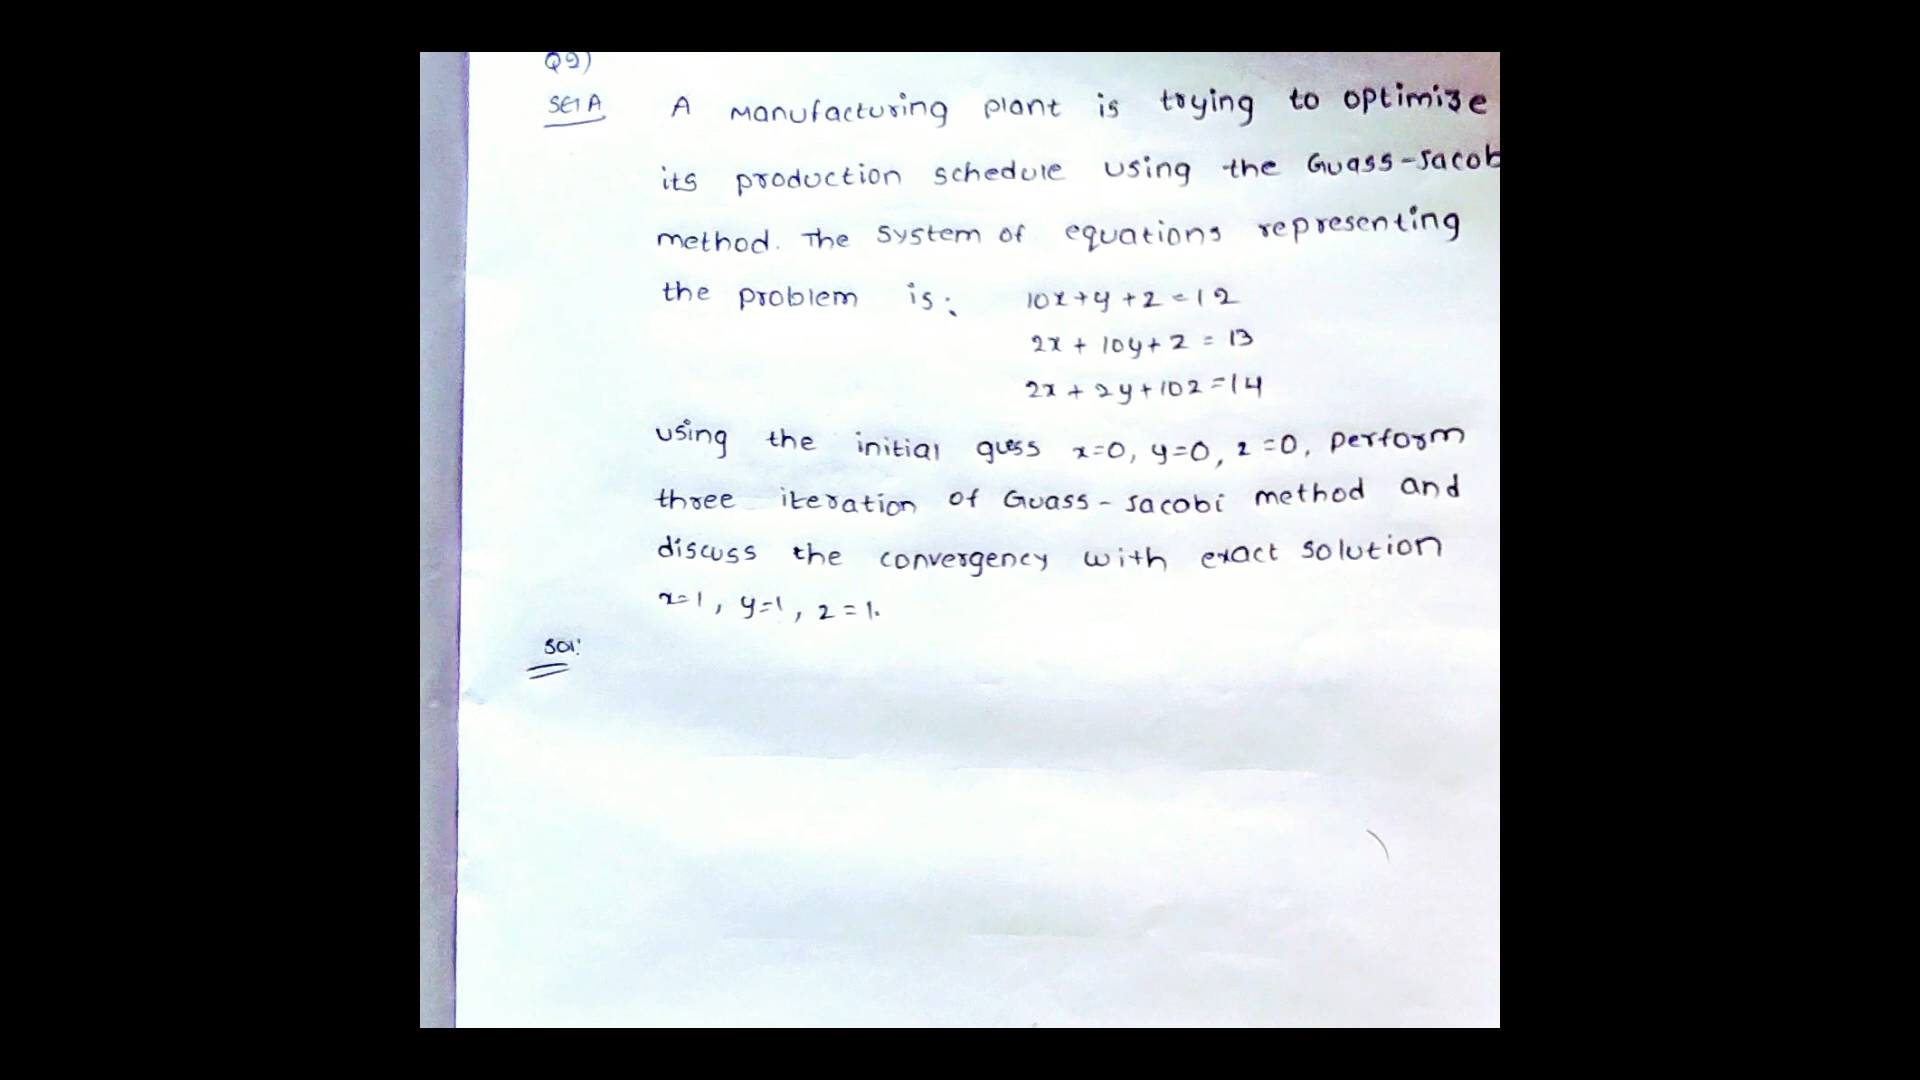 Q9)
SET A A manufacturing plant is trying to optimize
its production schedule using the Guass-Jacob
method. The system of equations representing
the problem is: 10x+y+z=12
2x + 10y+z = 13
2x + 2y+10z=14
using the initial guess x=0, y=0, z=0, perform
three iteration of Guass-Jacobi method and
discuss the convergency with exact solution
x=1, y=1, z=1.
Sol: